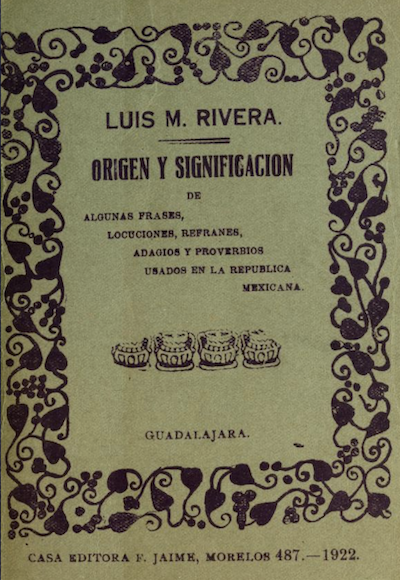 LUIS M. RIVERA.
ORIGEN Y SIGNIFICACION
DE
ALGUNAS FRASES,
LOCUCIONES, REFRANES,
ADAGIOS Y PROVERBIOS
USADOS EN LA REPUBLICA
MEXICANA.
GUADALAJARA.
CASA EDITORA F. JAIME, MORELOS 487.—1922.